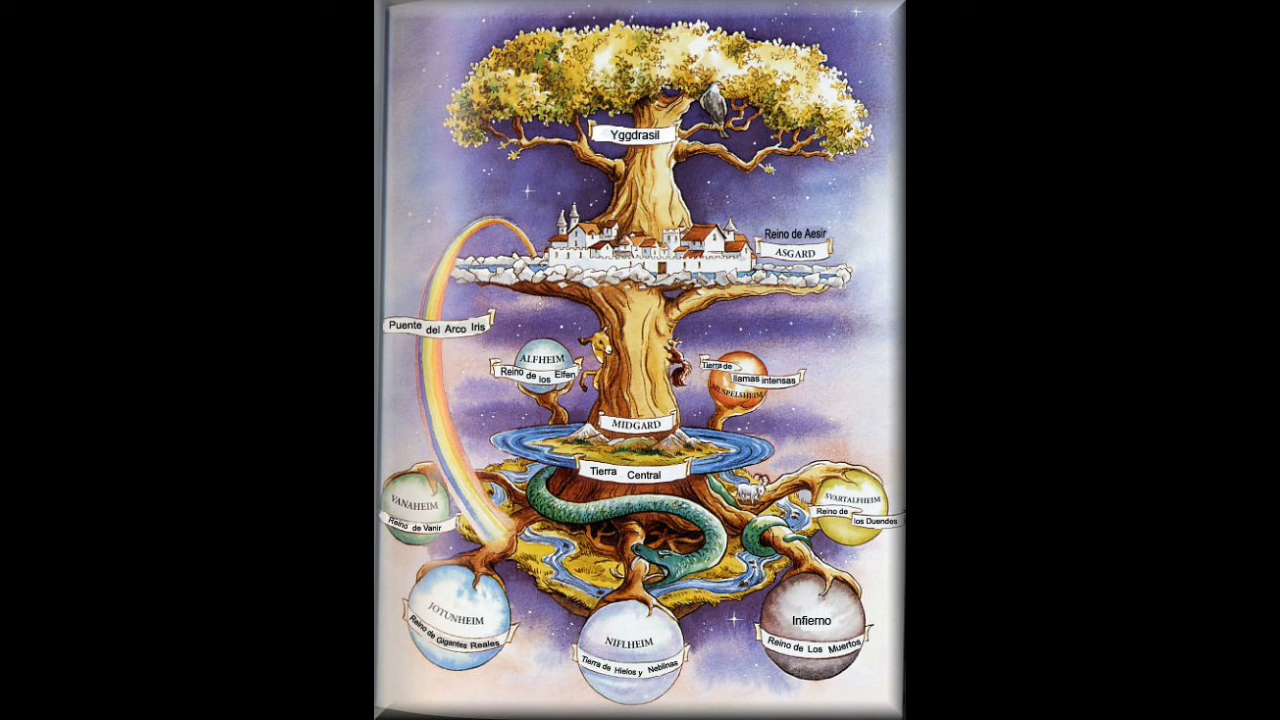 Yggdrasil
Reino de Aesir
ASGARD
Puente del Arco Iris
ALFHEIM
Reino de los Elfen
Tierra de llamas intensas
MUSPELSHEIM
MIDGARD
Tierra Central
VANAHEIM
Reino de Vanir
SVARTALFHEIM
Reino de los Duendes
JOTUNHEIM
Reino de Gigantes Reales
NIFLHEIM
Tierra de Hielos y Neblinas
Infierno
Reino de Los Muertos